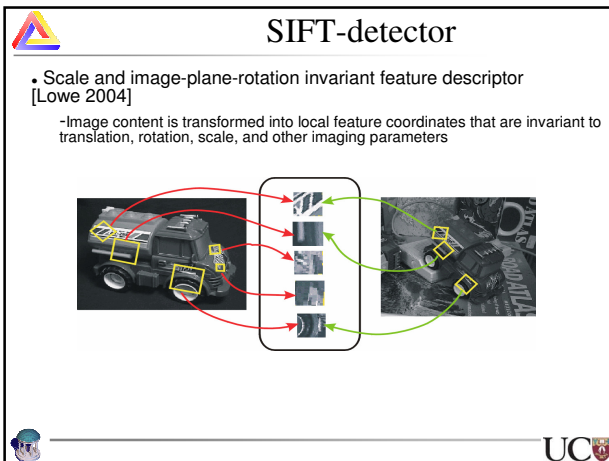 SIFT-detector
• Scale and image-plane-rotation invariant feature descriptor
[Lowe 2004]
-Image content is transformed into local feature coordinates that are invariant to
translation, rotation, scale, and other imaging parameters
UC